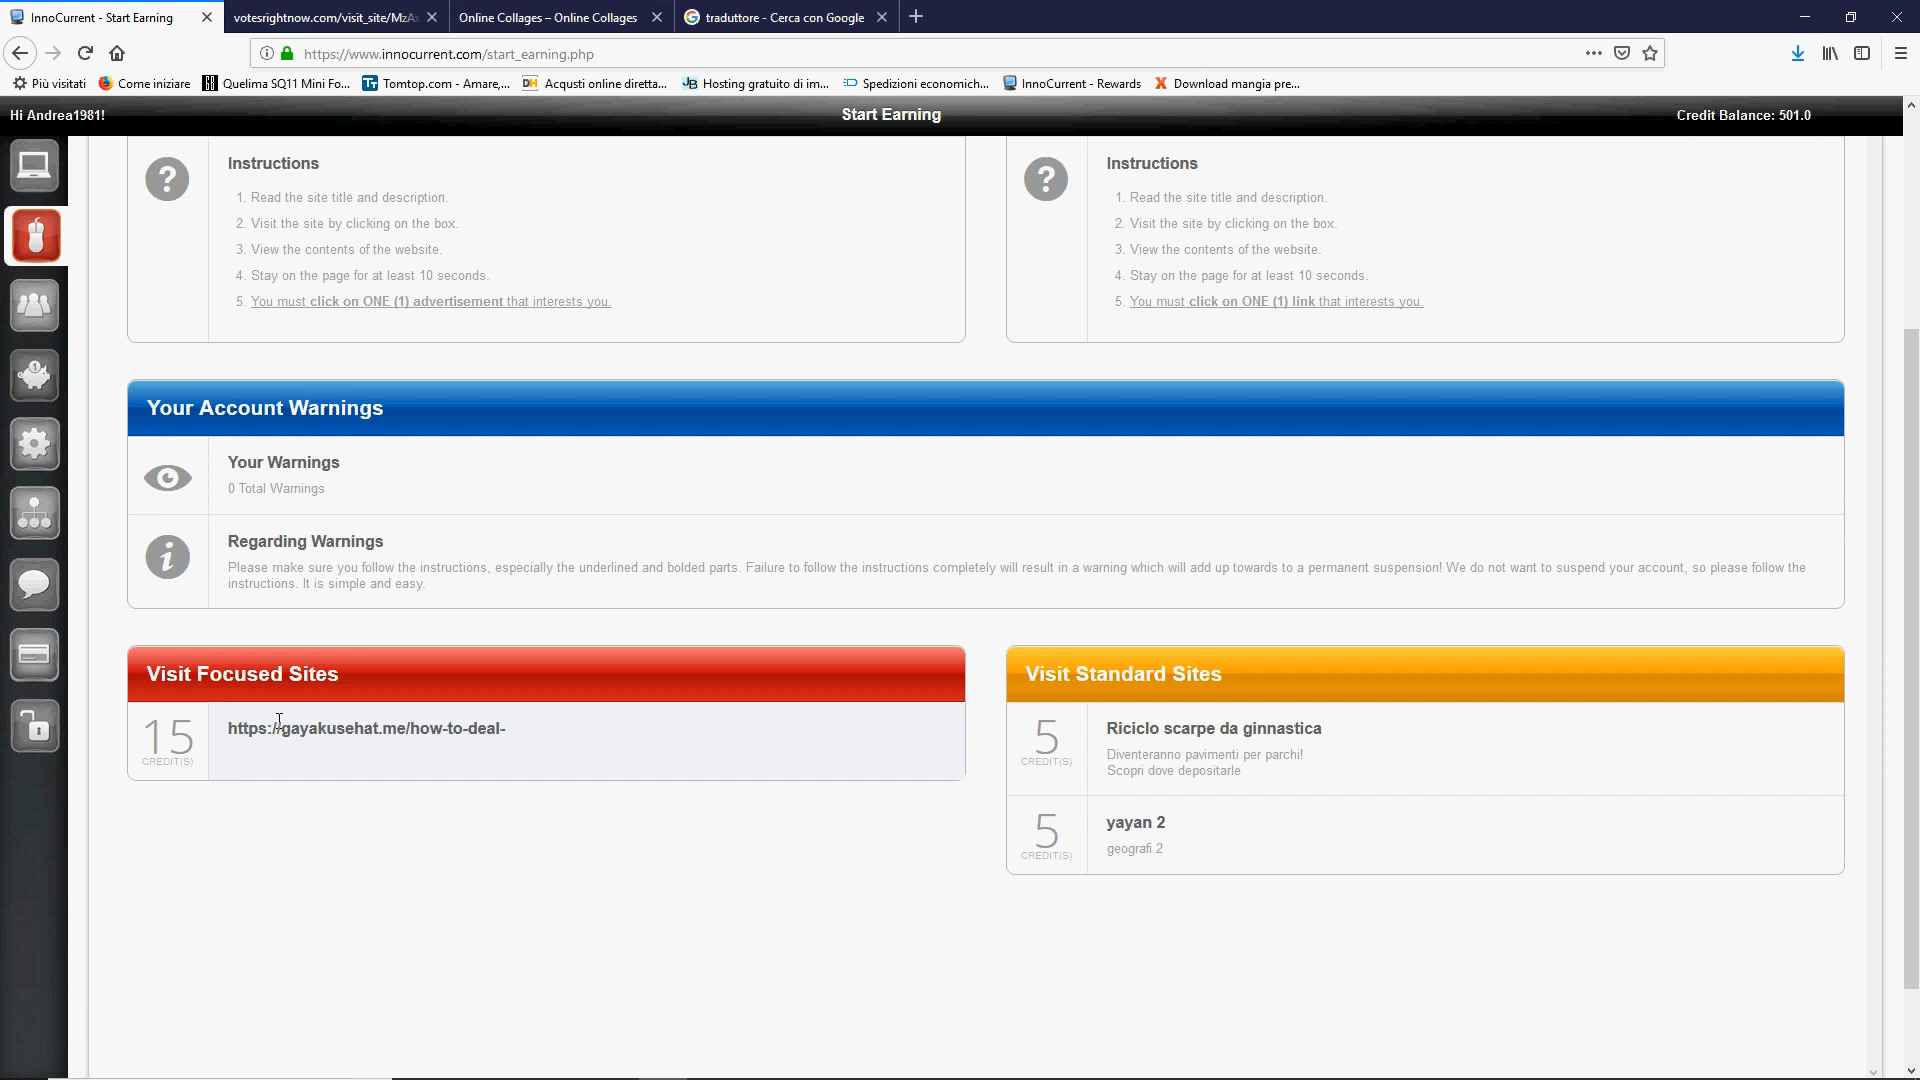 InnoCurrent - Start Earning
votesrightnow.com/visit_site/MzA
Online Collages – Online Collages
traduttore - Cerca con Google
https://www.innocurrent.com/start_earning.php
Più visitati
Come iniziare
Quelima SQ11 Mini Fo...
Tomtop.com - Amare,...
Acqusti online diretta...
Hosting gratuito di im...
Spedizioni economich...
InnoCurrent - Rewards
Download mangia pre...
Hi Andrea1981!
Start Earning
Credit Balance: 501.0
Instructions
1. Read the site title and description.
2. Visit the site by clicking on the box.
3. View the contents of the website.
4. Stay on the page for at least 10 seconds.
5. You must click on ONE (1) advertisement that interests you.
Instructions
1. Read the site title and description.
2. Visit the site by clicking on the box.
3. View the contents of the website.
4. Stay on the page for at least 10 seconds.
5. You must click on ONE (1) link that interests you.
Your Account Warnings
Your Warnings
0 Total Warnings
Regarding Warnings
Please make sure you follow the instructions, especially the underlined and bolded parts. Failure to follow the instructions completely will result in a warning which will add up towards to a permanent suspension! We do not want to suspend your account, so please follow the
instructions. It is simple and easy.
Visit Focused Sites
15
CREDIT(S)
https://gayakusehat.me/how-to-deal-
Visit Standard Sites
5
CREDIT(S)
Riciclo scarpe da ginnastica
Diventeranno pavimenti per parchi!
Scopri dove depositarle
5
CREDIT(S)
yayan 2
geografi 2